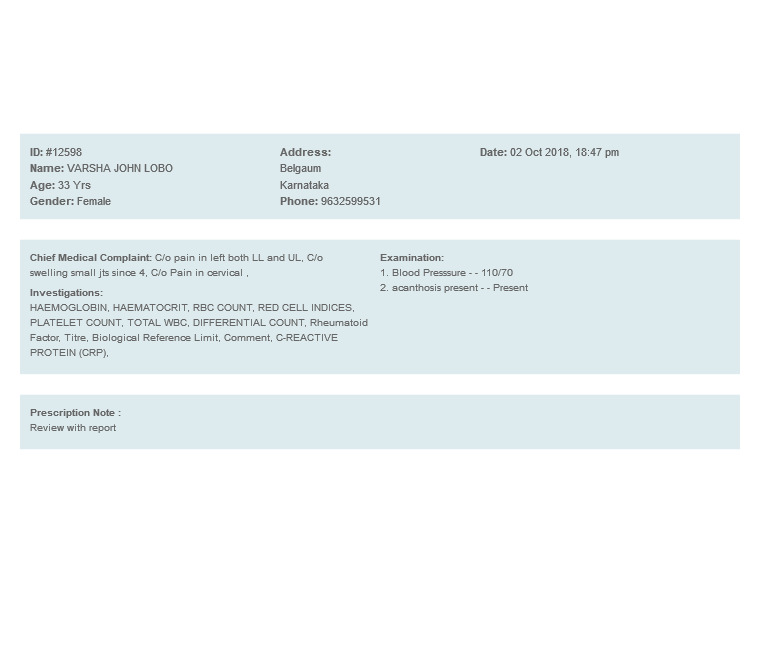 ID: #12598
Name: VARSHA JOHN LOBO
Age: 33 Yrs
Gender: Female
Address:
Belgaum
Karnataka
Phone: 9632599531
Date: 02 Oct 2018, 18:47 pm
Chief Medical Complaint: C/o pain in left both LL and UL, C/o
swelling small jts since 4, C/o Pain in cervical ,
Investigations:
HAEMOGLOBIN, HAEMATOCRIT, RBC COUNT, RED CELL INDICES,
PLATELET COUNT, TOTAL WBC, DIFFERENTIAL COUNT, Rheumatoid
Factor, Titre, Biological Reference Limit, Comment, C-REACTIVE
PROTEIN (CRP),
Examination:
1. Blood Presssure - - 110/70
2. acanthosis present - - Present
Prescription Note :
Review with report